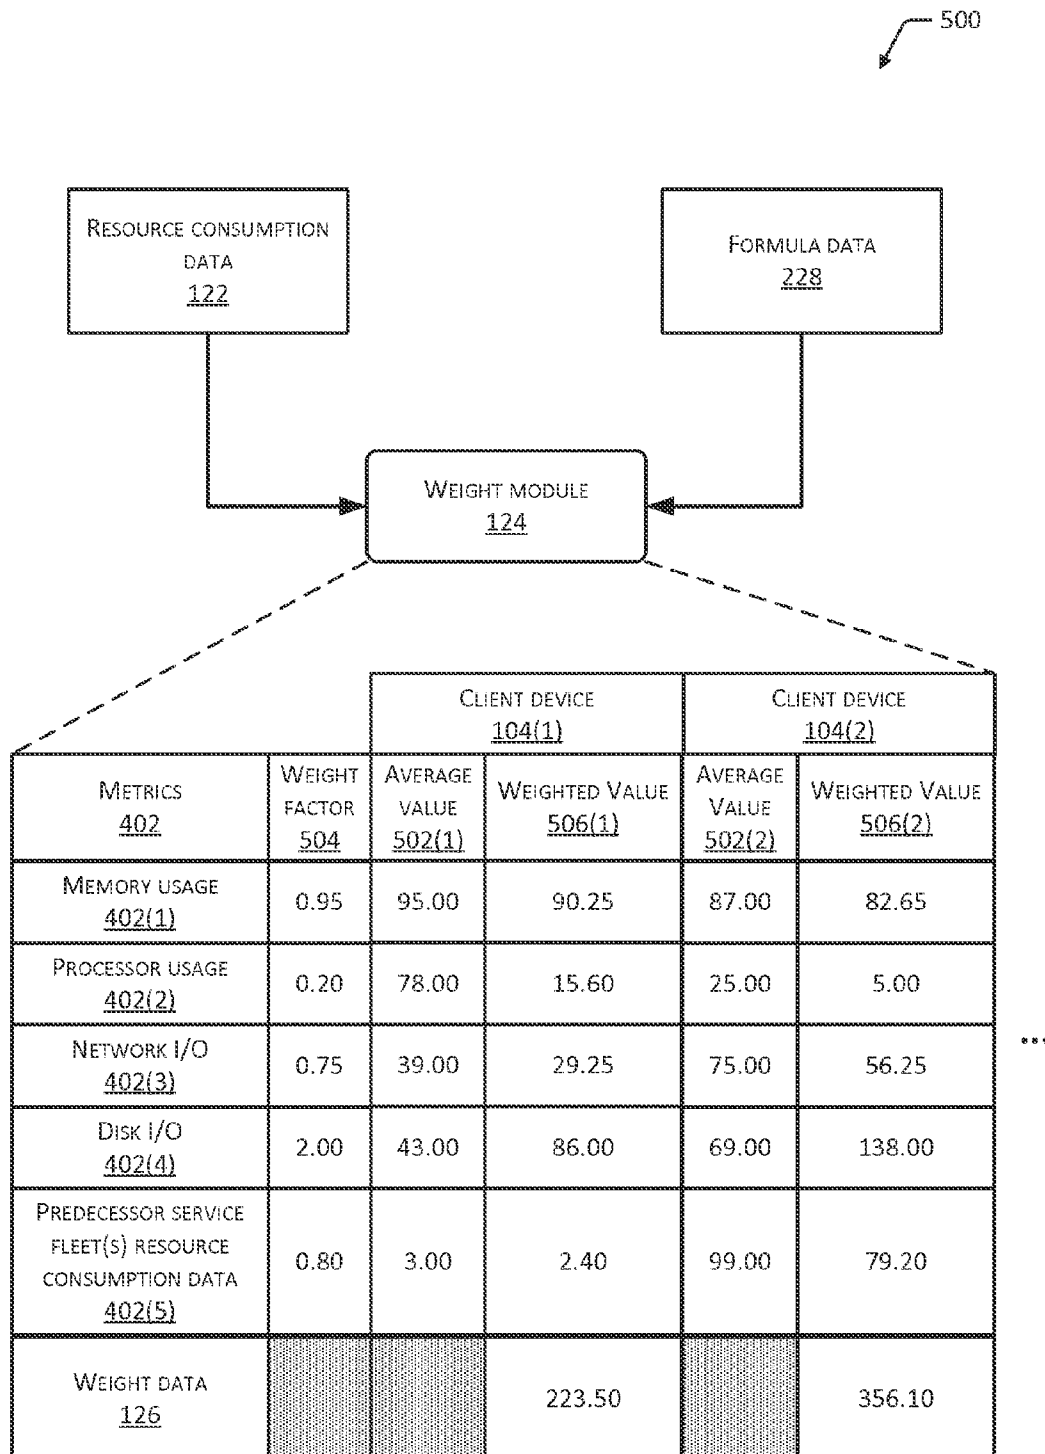 500
RESOURCE CONSUMPTION
DATA
122
FORMULA DATA
228
WEIGHT MODULE
124
CLIENT DEVICE
104(1)
CLIENT DEVICE
104(2)
METRICS
402
WEIGHT
FACTOR
504
AVERAGE
VALUE
502(1)
WEIGHTED VALUE
506(1)
AVERAGE
VALUE
502(2)
WEIGHTED VALUE
506(2)
MEMORY USAGE
402(1)
0.95
95.00
90.25
87.00
82.65
PROCESSOR USAGE
402(2)
0.20
78.00
15.60
25.00
5.00
NETWORK I/O
402(3)
0.75
39.00
29.25
75.00
56.25
...
DISK I/O
402(4)
2.00
43.00
86.00
69.00
138.00
PREDECESSOR SERVICE
FLEET(S) RESOURCE
CONSUMPTION DATA
402(5)
0.80
3.00
2.40
99.00
79.20
WEIGHT DATA
126
223.50
356.10